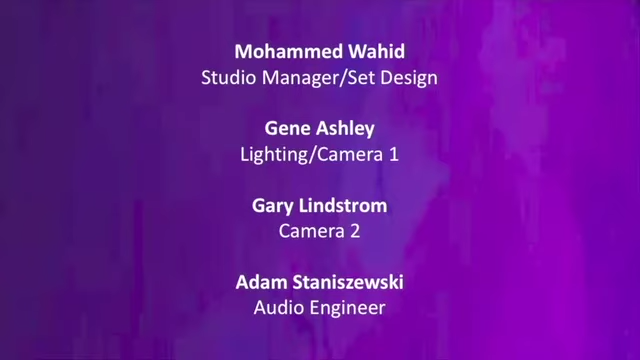 Mohammed Wahid
Studio Manager/Set Design
Gene Ashley
Lighting/Camera 1
Gary Lindstrom
Camera 2
Adam Staniszewski
Audio Engineer